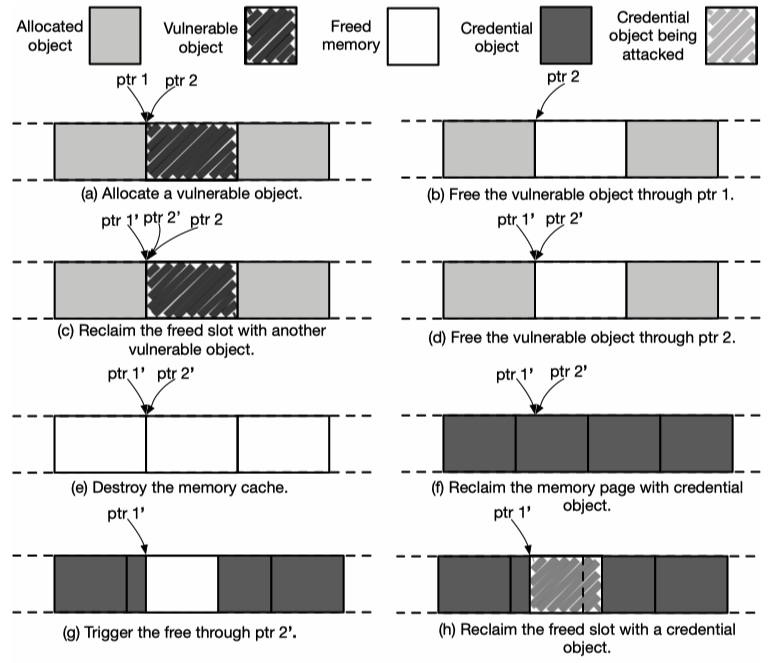 Allocated
object
Vulnerable
object
Freed
memory
Credential
object
Credential
object being
attacked
ptr 1 ptr 2
(a) Allocate a vulnerable object.
ptr 2
(b) Free the vulnerable object through ptr 1.
ptr 1' ptr 2' ptr 2
(c) Reclaim the freed slot with another
vulnerable object.
ptr 1' ptr 2'
(d) Free the vulnerable object through ptr 2.
ptr 1' ptr 2'
(e) Destroy the memory cache.
ptr 1' ptr 2'
(f) Reclaim the memory page with credential
object.
ptr 1'
(g) Trigger the free through ptr 2'.
ptr 1'
(h) Reclaim the freed slot with a credential
object.